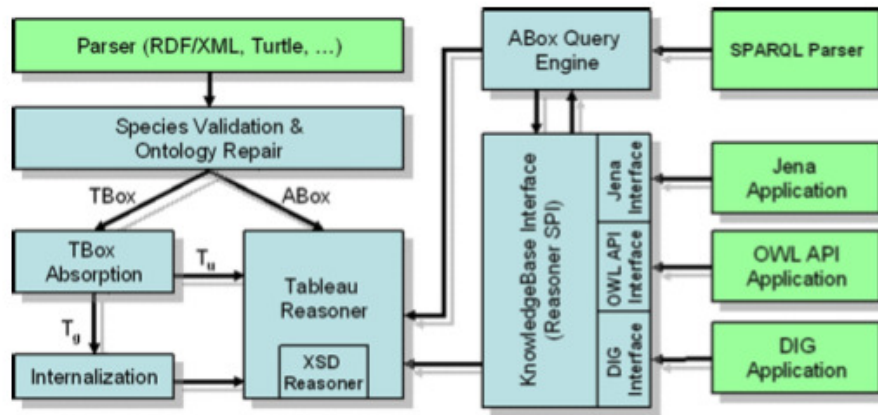 Parser (RDF/XML, Turtle, ...)
Species Validation &
Ontology Repair
TBox
ABox
TBox
Absorption
Tu
Tg
Internalization
Tableau
Reasoner
XSD
Reasoner
ABox Query
Engine
SPARQL Parser
KnowledgeBase Interface
(Reasoner SPI)
Jena
Interface
OWL API
Interface
DIG
Interface
Jena
Application
OWL API
Application
DIG
Application